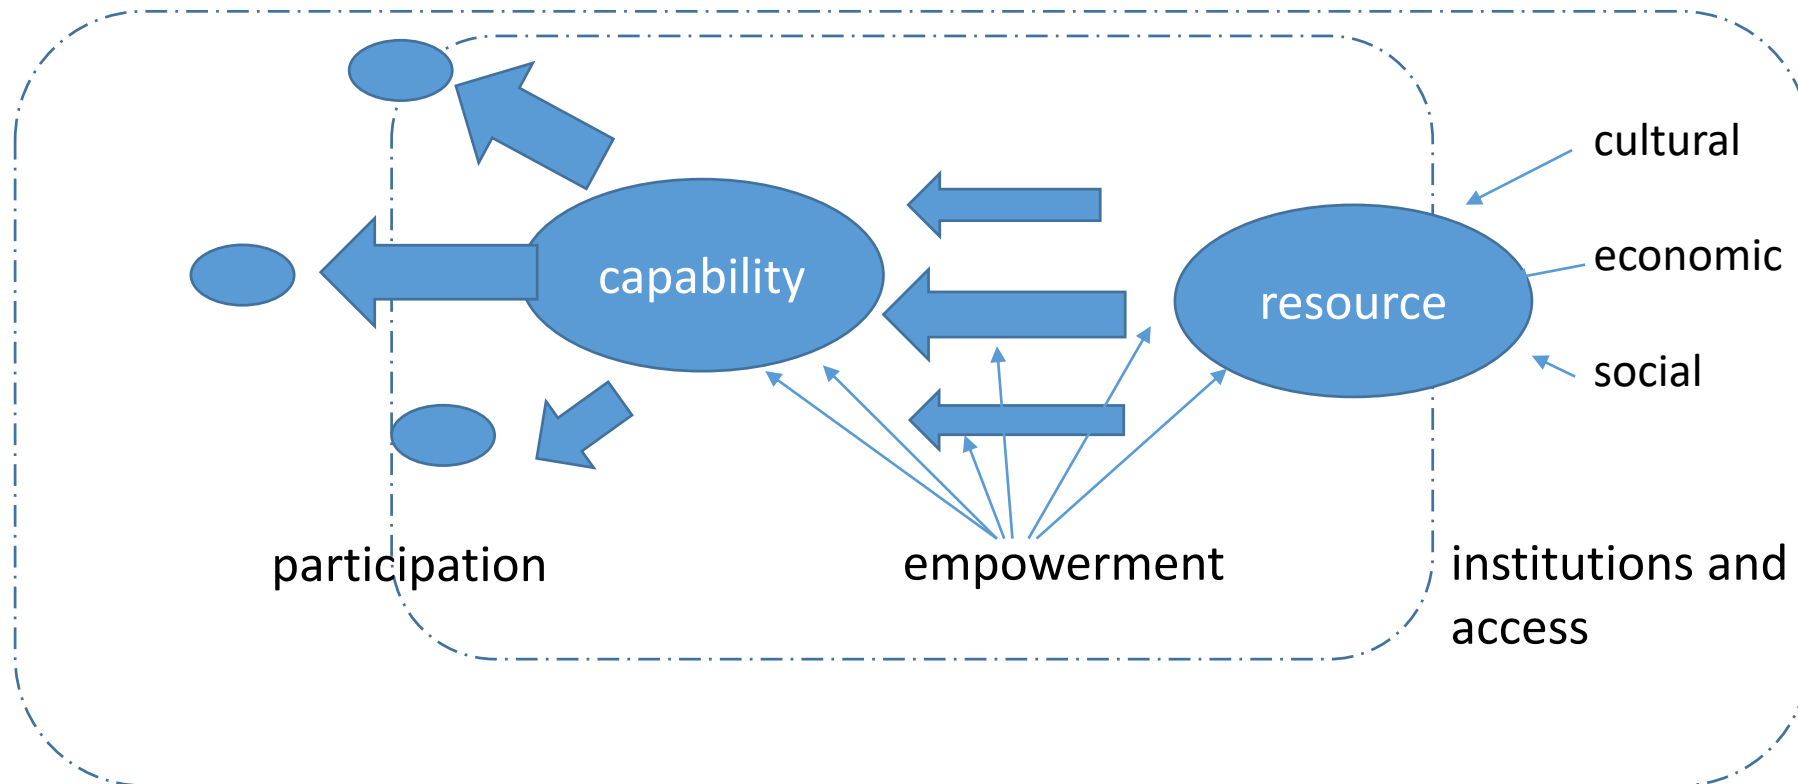 cultural
economic
social
capability
resource
participation
empowerment
institutions and
access